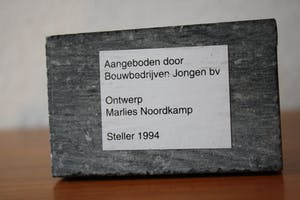 Aangeboden door
Bouwbedrijven Jongen bv
Ontwerp
Marlies Noordkamp
Steller 1994